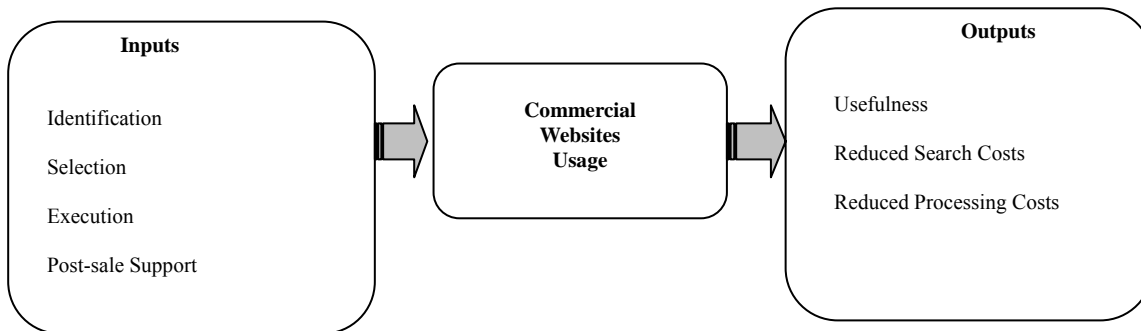 Inputs
Identification
Selection
Execution
Post-sale Support
Commercial
Websites
Usage
Outputs
Usefulness
Reduced Search Costs
Reduced Processing Costs